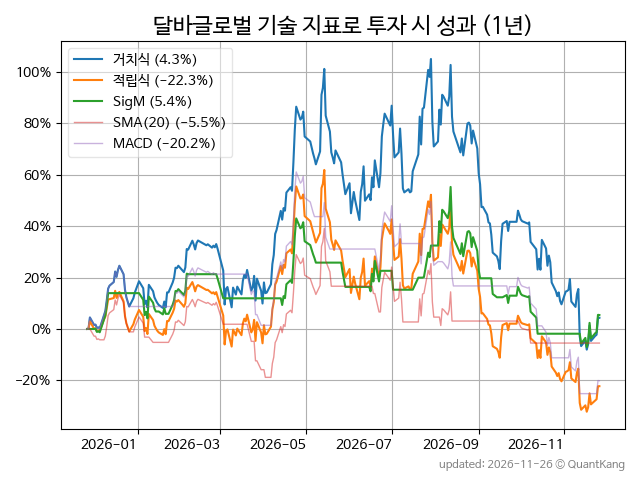 달바글로벌 기술 지표로 투자 시 성과 (1년)
거치식 (4.3%)
적립식 (−22.3%)
SigM (5.4%)
SMA(20) (−5.5%)
MACD (−20.2%)
100%
80%
60%
40%
20%
0%
−20%
2026-01 2026-03 2026-05 2026-07 2026-09 2026-11
updated: 2026-11-26 © QuantKang